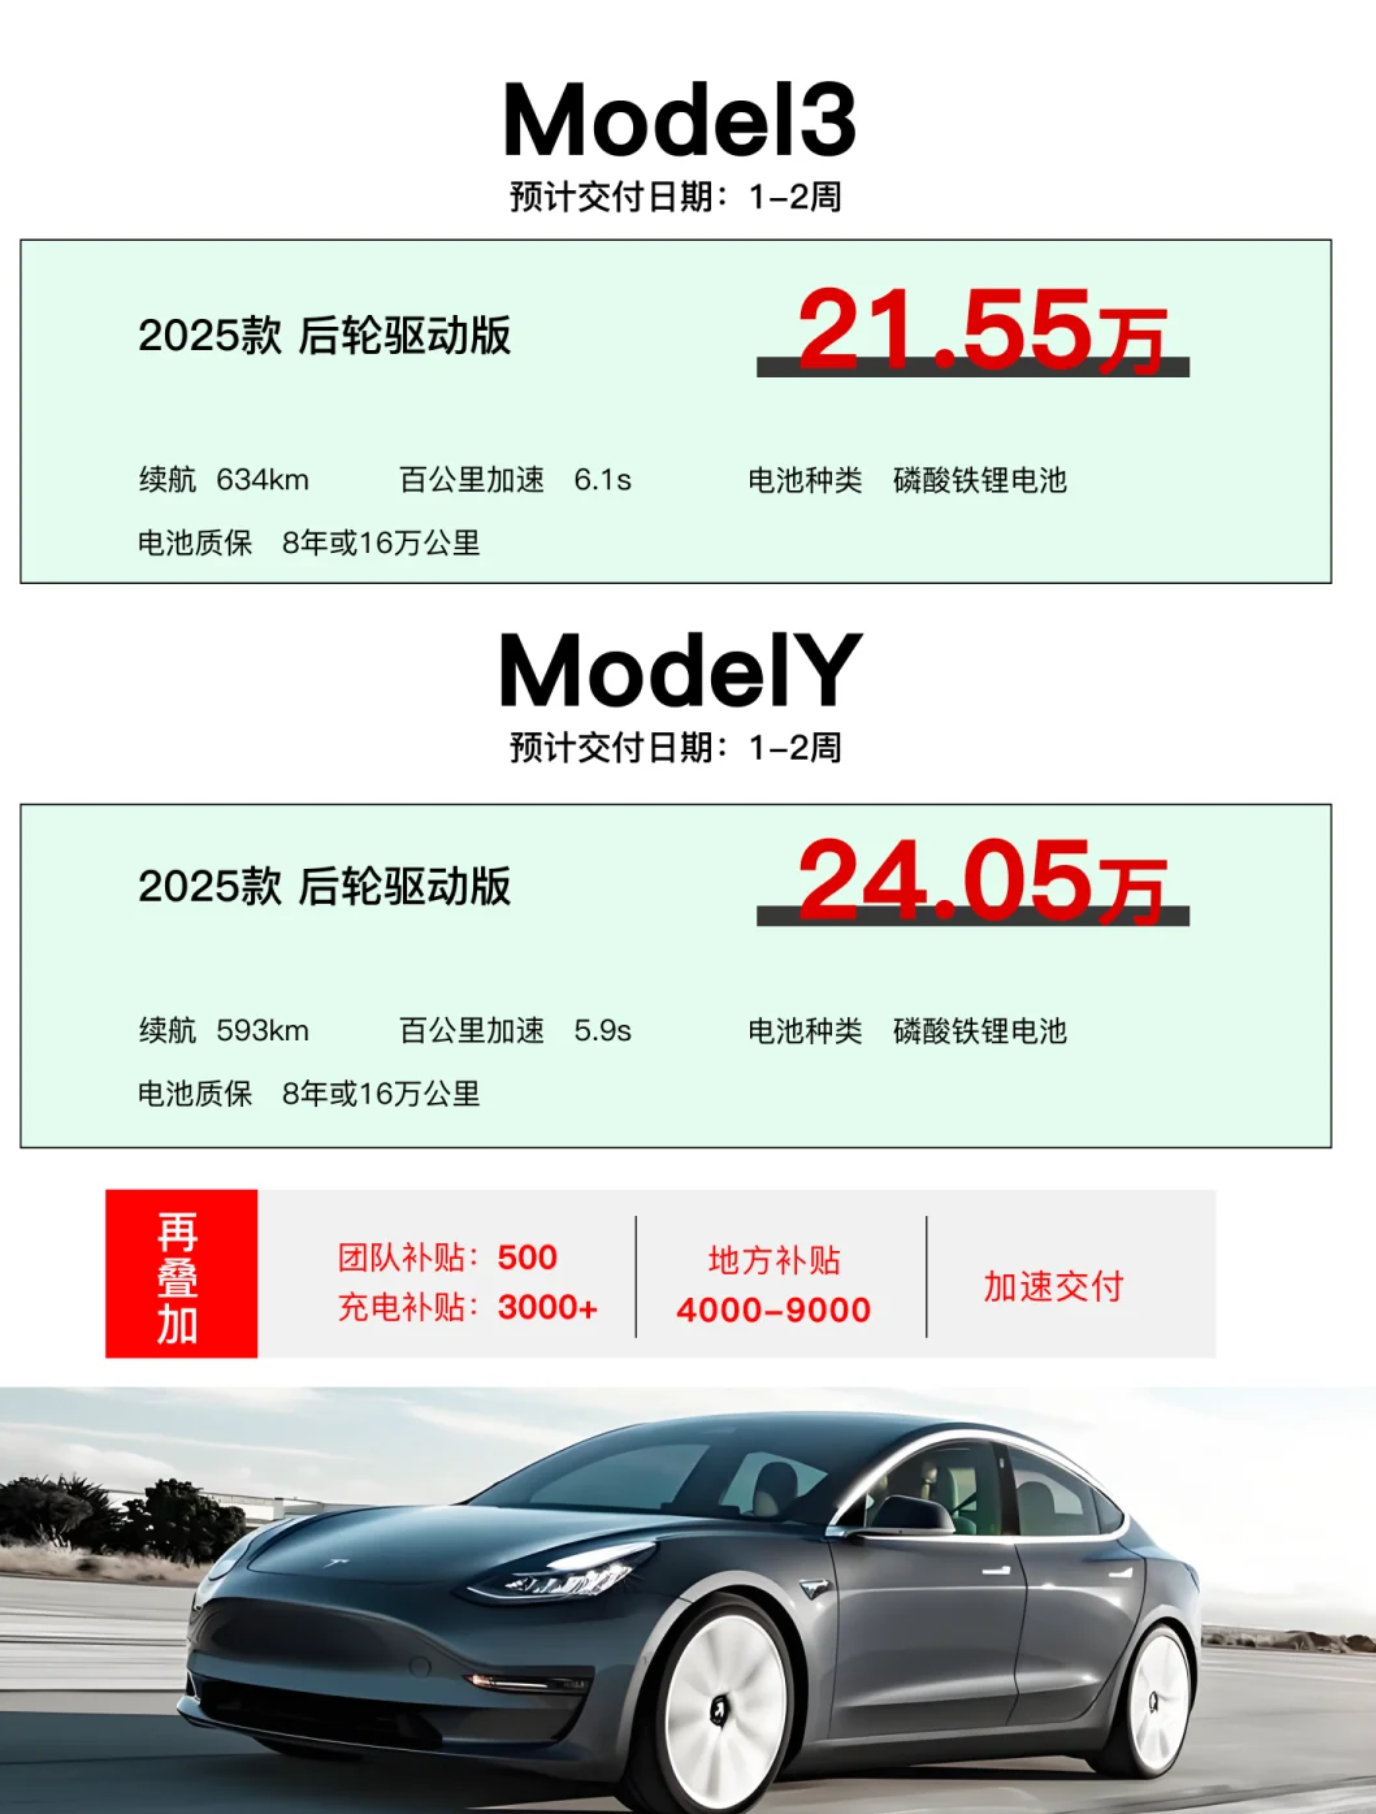 Model3
预计交付日期：1-2周
2025款 后轮驱动版
21.55万
续航 634km 百公里加速 6.1s 电池种类 磷酸铁锂电池
电池质保 8年或16万公里
ModelY
预计交付日期：1-2周
2025款 后轮驱动版
24.05万
续航 593km 百公里加速 5.9s 电池种类 磷酸铁锂电池
电池质保 8年或16万公里
再叠加
团队补贴：500
充电补贴：3000+
地方补贴
4000-9000
加速交付